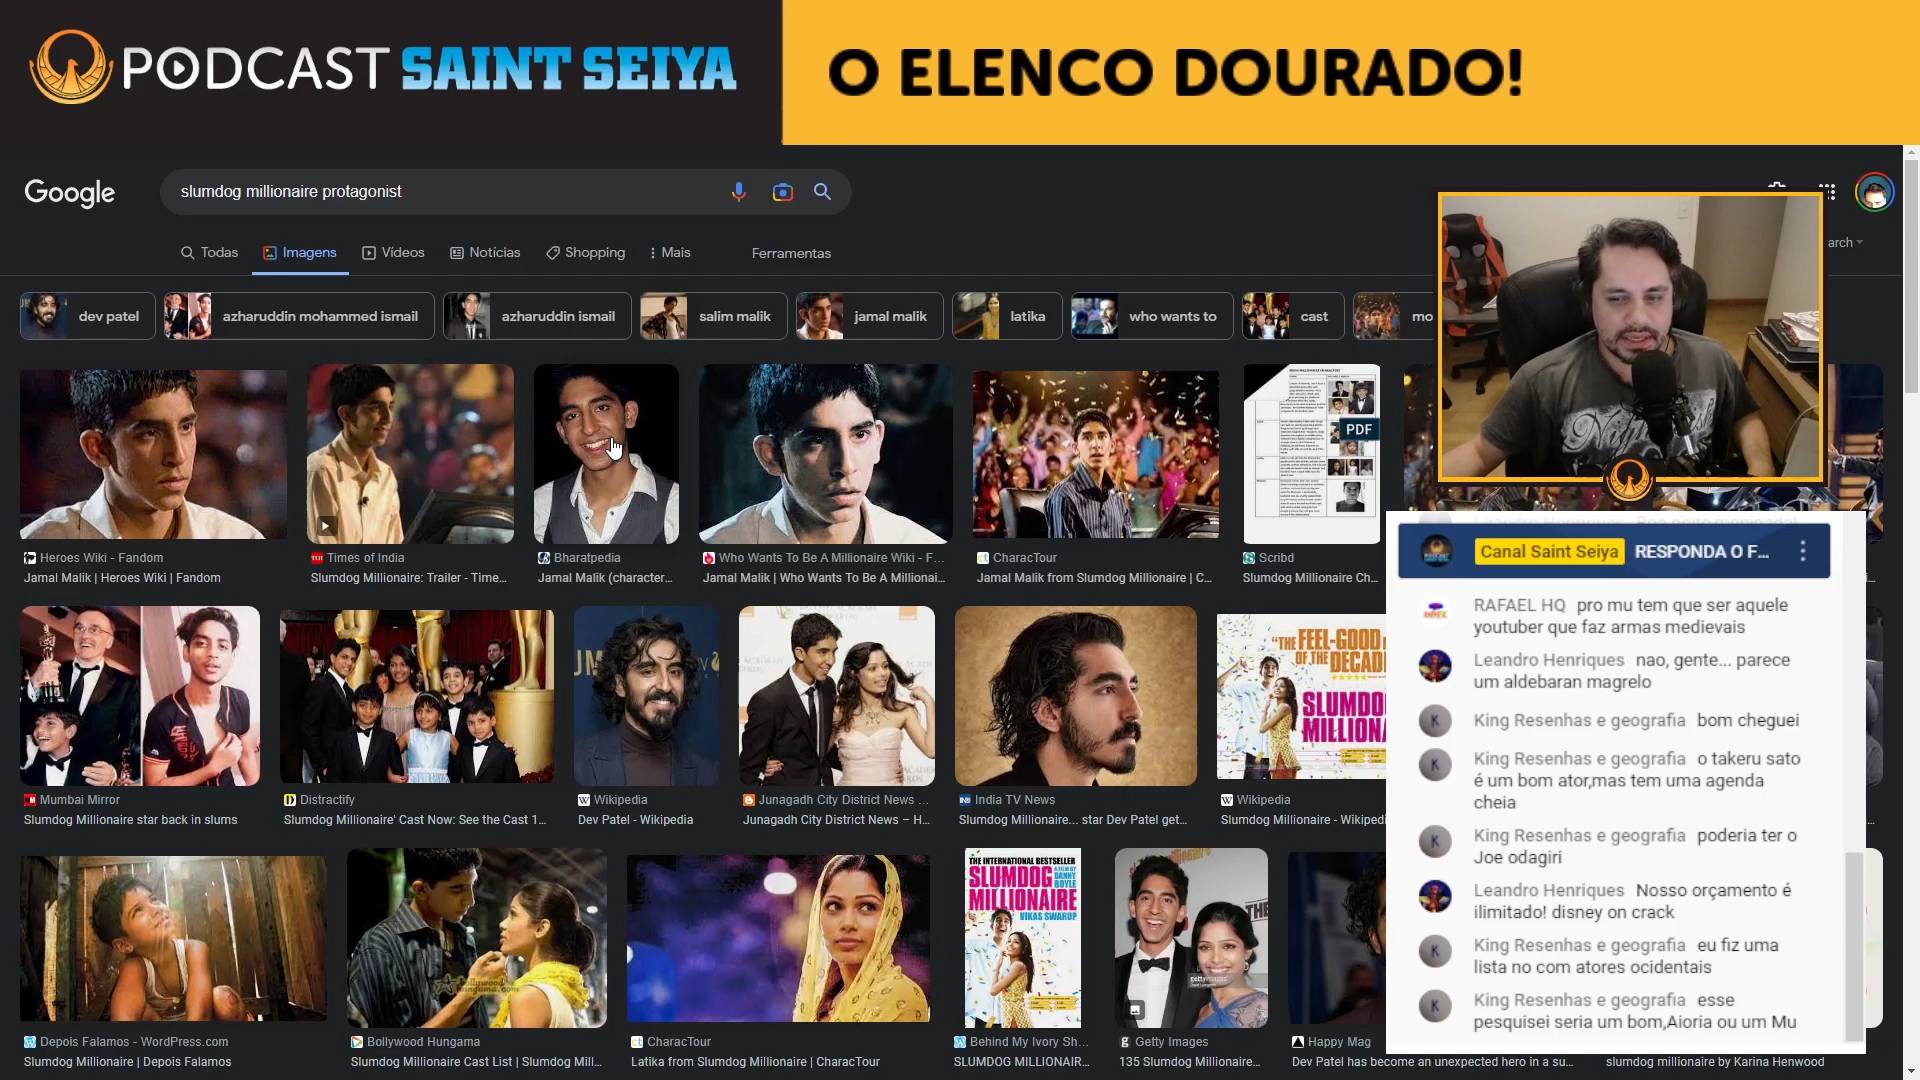 PODCAST SAINT SEIYA
O ELENCO DOURADO!
Google
slumdog millionaire protagonist
Todas
Imagens
Vídeos
Notícias
Shopping
Mais
Ferramentas
arch
dev patel
azharuddin mohammed ismail
azharuddin ismail
salim malik
jamal malik
latika
who wants to
cast
mo
PDF
Heroes Wiki - Fandom
Jamal Malik | Heroes Wiki | Fandom
Times of India
Slumdog Millionaire: Trailer - Time...
Bharatpedia
Jamal Malik (character...
Who Wants To Be A Millionaire Wiki - F...
Jamal Malik | Who Wants To Be A Millionai...
CharacTour
Jamal Malik from Slumdog Millionaire | C...
Scribd
Slumdog Millionaire Ch...
"THE FEEL-GOOD
OF THE DECAD
SLUMDO
MILLIONA
Mumbai Mirror
Slumdog Millionaire star back in slums
Distractify
Slumdog Millionaire' Cast Now: See the Cast 1...
Wikipedia
Dev Patel - Wikipedia
Junagadh City District News ...
Junagadh City District News – H...
India TV News
Slumdog Millionaire... star Dev Patel get...
Wikipedia
Slumdog Millionaire - Wikipedi
THE INTERNATIONAL BESTSELLER
SLUMDOG
MILLIONAIRE
VIKAS SWARUP
A FILM BY
DANNY
BOYLE
Depois Falamos - WordPress.com
Slumdog Millionaire | Depois Falamos
Bollywood Hungama
Slumdog Millionaire Cast List | Slumdog Mill...
CharacTour
Latika from Slumdog Millionaire | CharacTour
Behind My Ivory Sh...
SLUMDOG MILLIONAIR...
Getty Images
135 Slumdog Millionaire...
Happy Mag
Dev Patel has become an unexpected hero in a su...
slumdog millionaire by Karina Henwood
Canal Saint Seiya RESPONDA O F...
RAFAEL HQ pro mu tem que ser aquele
youtuber que faz armas medievais
Leandro Henriques nao, gente... parece
um aldebaran magrelo
King Resenhas e geografia bom cheguei
King Resenhas e geografia o takeru sato
é um bom ator,mas tem uma agenda
cheia
King Resenhas e geografia poderia ter o
Joe odagiri
Leandro Henriques Nosso orçamento é
ilimitado! disney on crack
King Resenhas e geografia eu fiz uma
lista no com atores ocidentais
King Resenhas e geografia esse
pesquisei seria um bom,Aioria ou um Mu